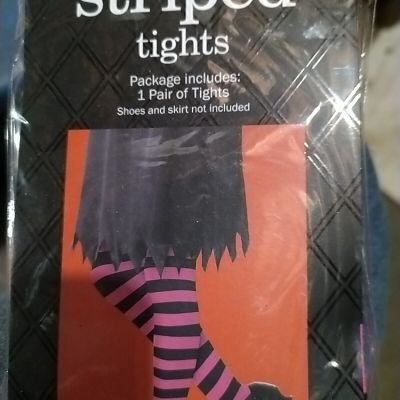 striped
tights
Package includes:
1 Pair of Tights
Shoes and skirt not included